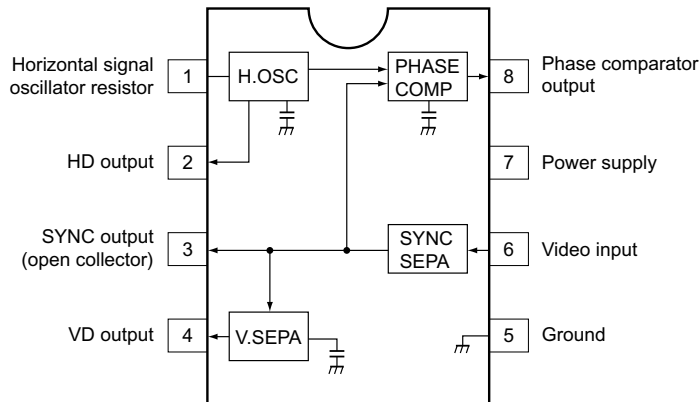 Horizontal signal
oscillator resistor
1
H.OSC
PHASE
COMP
8
Phase comparator
output
HD output
2
7
Power supply
SYNC output
(open collector)
3
SYNC
SEPA
6
Video input
VD output
4
V.SEPA
5
Ground